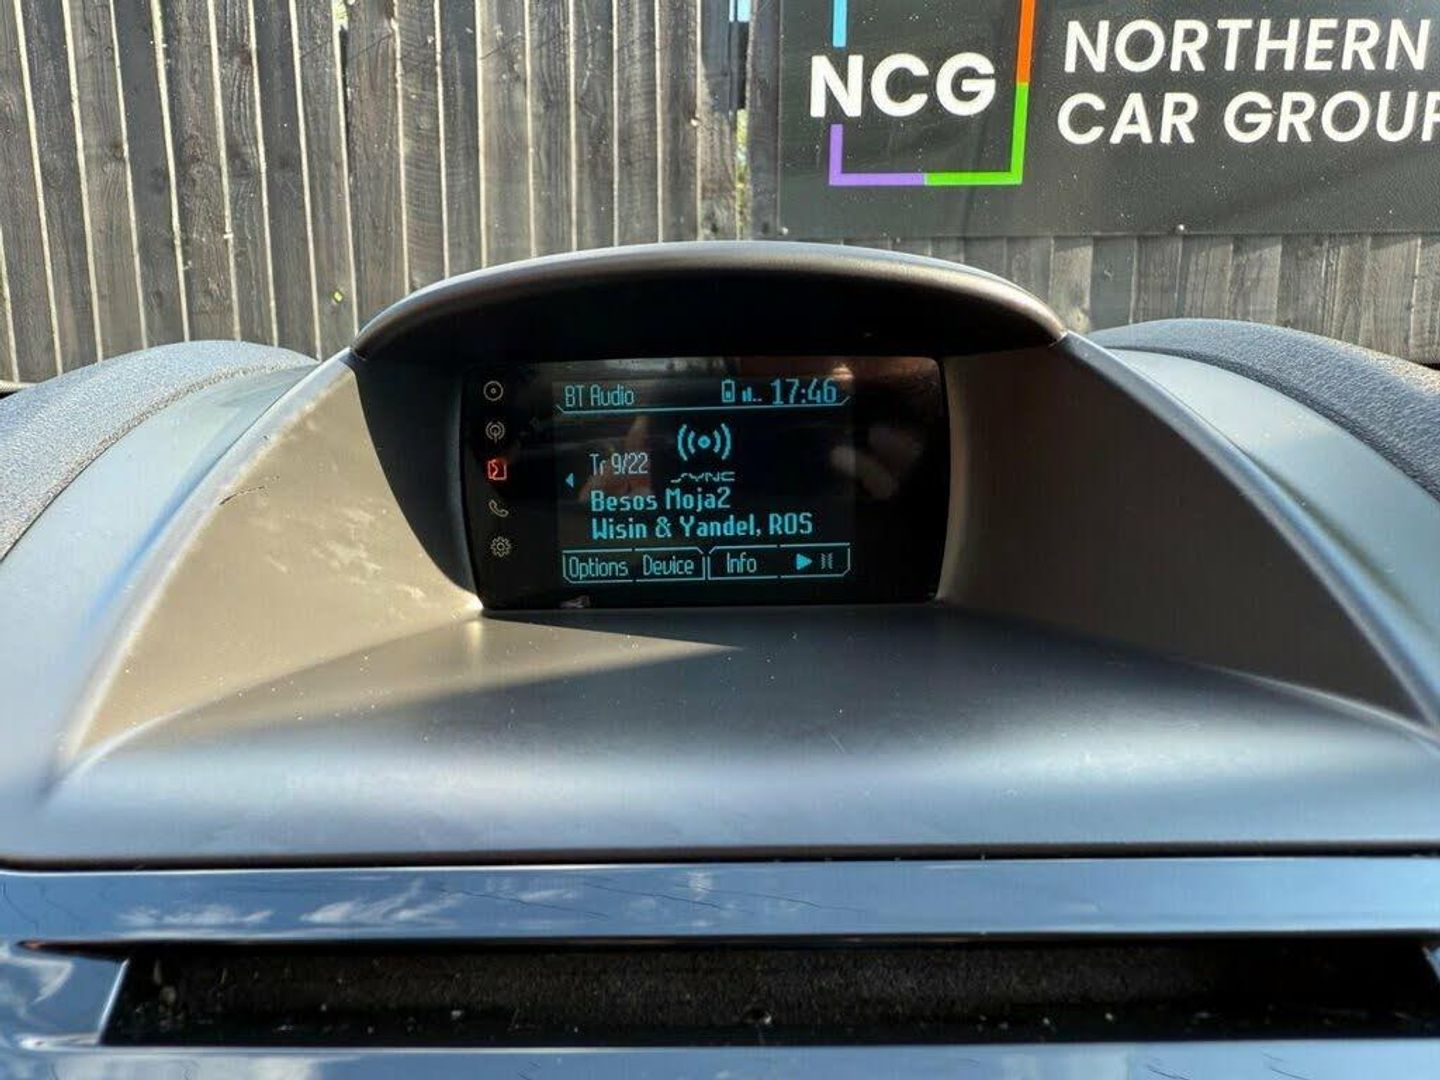 NCG
NORTHERN
CAR GROUP
BT Audio 17:46
Tr 9/22
SYNC
Besos Moja2
Wisin & Yandel, ROS
Options Device Info